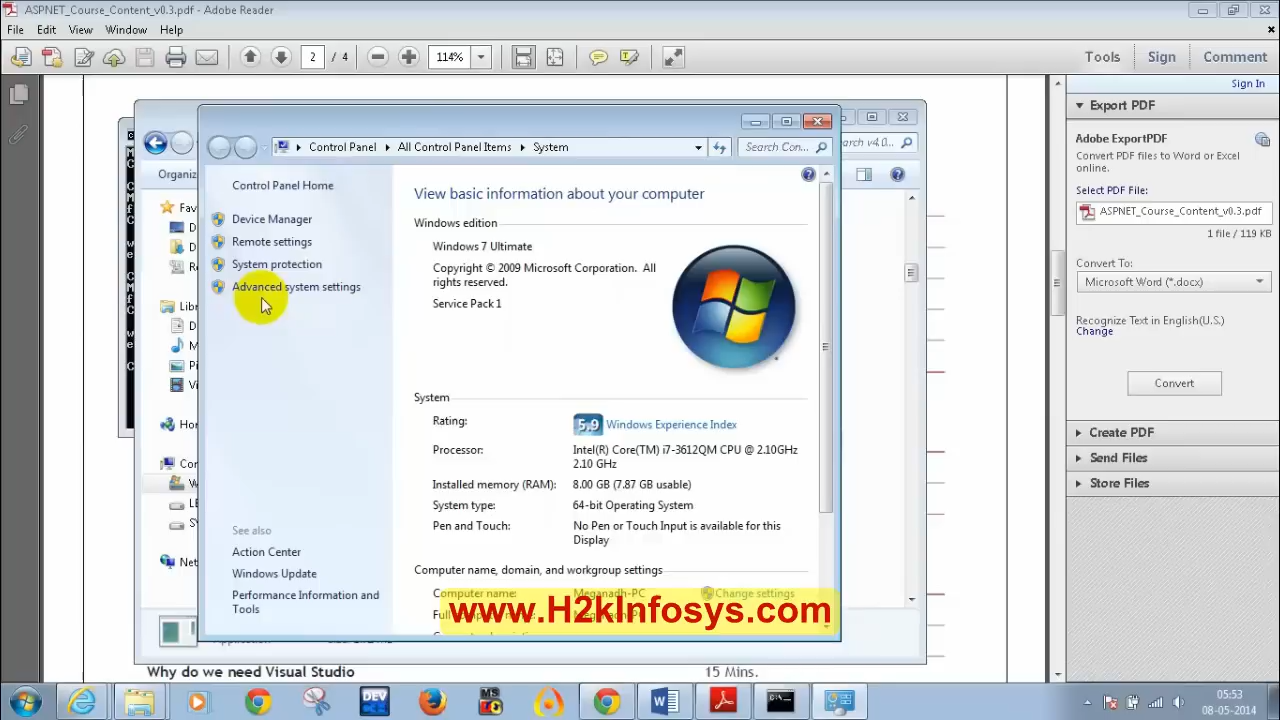 ASPNET_Course_Content_v0.3.pdf - Adobe Reader
File Edit View Window Help
2 / 4 114% Tools Sign Comment
Sign In
Export PDF
Adobe ExportPDF
Convert PDF files to Word or Excel
online.
Select PDF File:
ASPNET_Course_Content_v0.3.pdf
1 file / 119 KB
Convert To:
Microsoft Word (*.docx)
Recognize Text in English(U.S.)
Change
Convert
Create PDF
Send Files
Store Files
Control Panel All Control Panel Items System Search Con...
Organiz
Fav
Control Panel Home
Device Manager
Remote settings
System protection
Advanced system settings
See also
Action Center
Windows Update
Performance Information and
Tools
View basic information about your computer
Windows edition
Windows 7 Ultimate
Copyright © 2009 Microsoft Corporation. All
rights reserved.
Service Pack 1
System
Rating: 5.9 Windows Experience Index
Processor: Intel(R) Core(TM) i7-3612QM CPU @ 2.10GHz
2.10 GHz
Installed memory (RAM): 8.00 GB (7.87 GB usable)
System type: 64-bit Operating System
Pen and Touch: No Pen or Touch Input is available for this
Display
Computer name, domain, and workgroup settings
Computer name: Meganadh-PC Change settings
www.H2kInfosys.com
Why do we need Visual Studio 15 Mins.
DEV
MS
05:53
08-05-2014